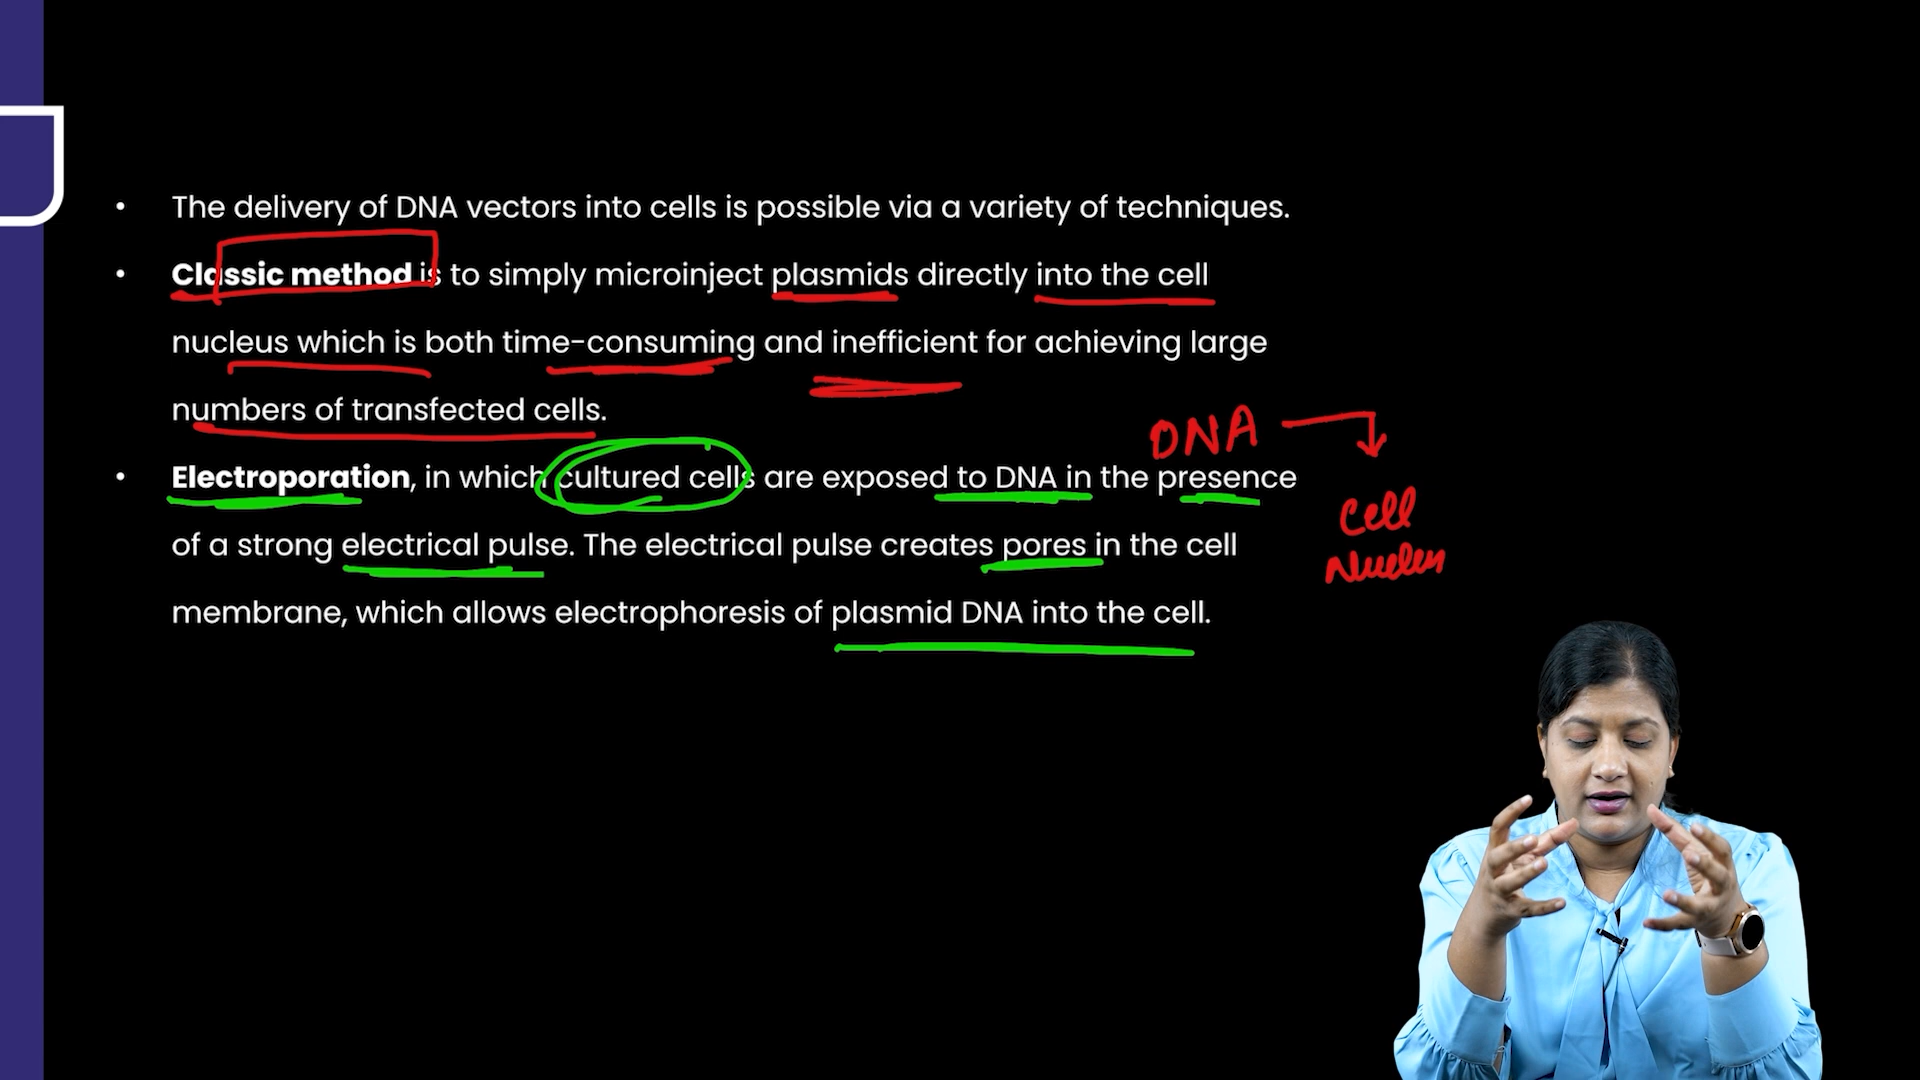 • The delivery of DNA vectors into cells is possible via a variety of techniques.
• Classic method is to simply microinject plasmids directly into the cell
nucleus which is both time-consuming and inefficient for achieving large
numbers of transfected cells.
DNA
• Electroporation, in which cultured cells are exposed to DNA in the presence
of a strong electrical pulse. The electrical pulse creates pores in the cell
membrane, which allows electrophoresis of plasmid DNA into the cell.
Cell